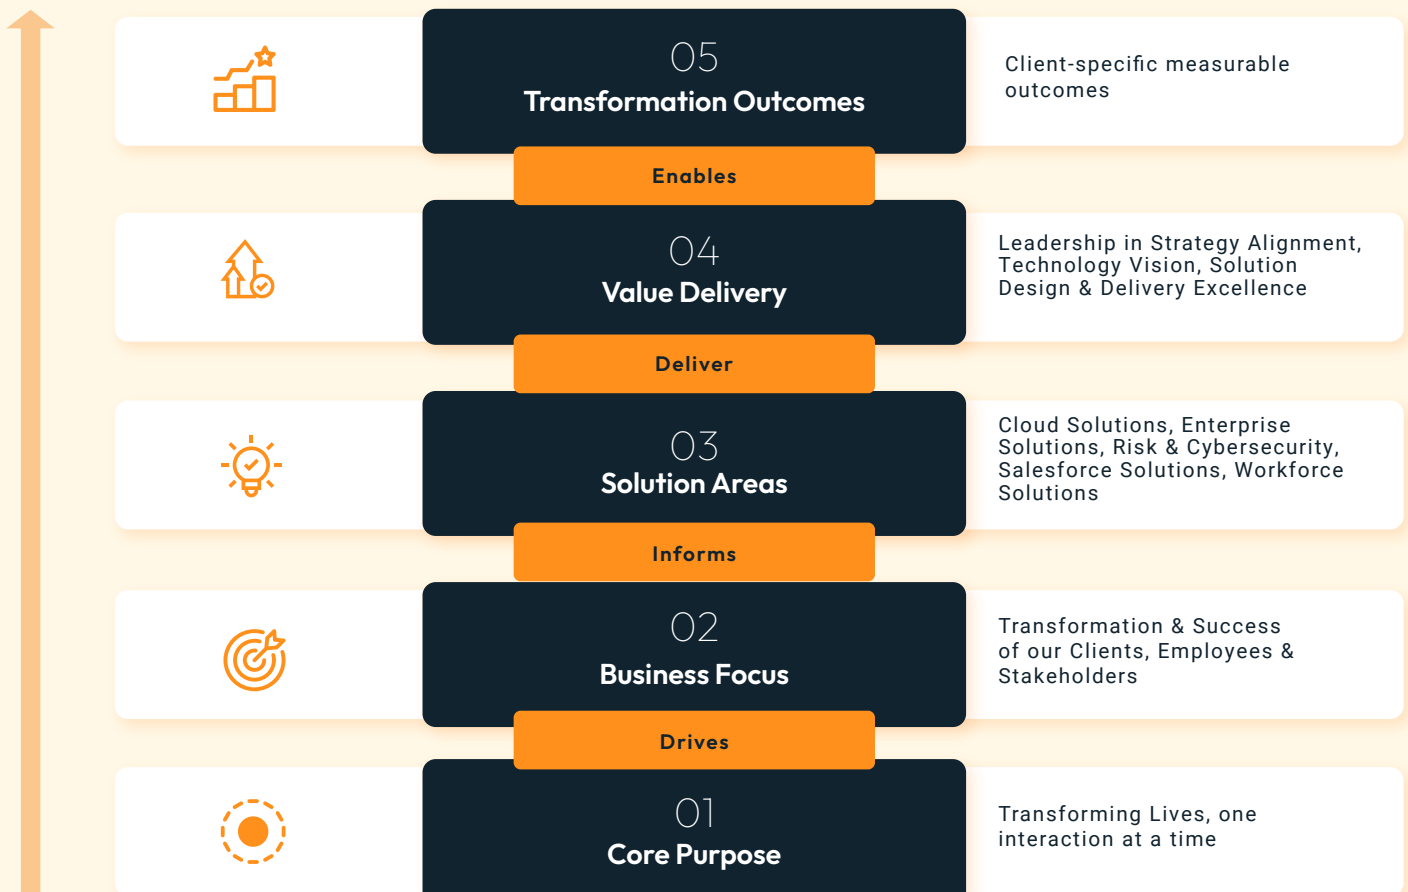 05
Transformation Outcomes
Client-specific measurable
outcomes
Enables
04
Value Delivery
Leadership in Strategy Alignment,
Technology Vision, Solution
Design & Delivery Excellence
Deliver
03
Solution Areas
Cloud Solutions, Enterprise
Solutions, Risk & Cybersecurity,
Salesforce Solutions, Workforce
Solutions
Informs
02
Business Focus
Transformation & Success
of our Clients, Employees &
Stakeholders
Drives
01
Core Purpose
Transforming Lives, one
interaction at a time